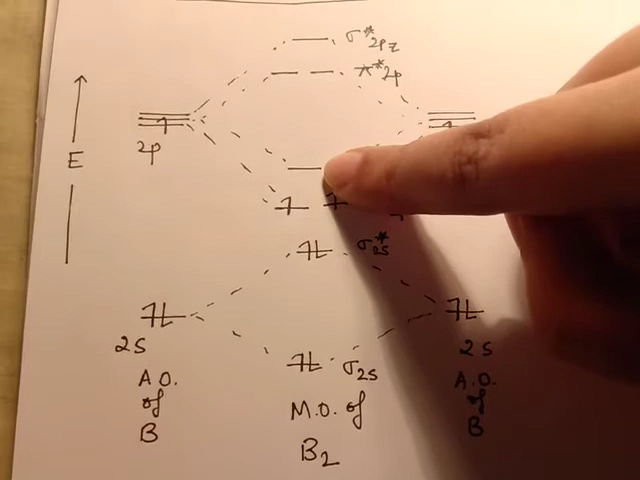 σ*2pz
π*2p
E
2p
σ*2s
2s
σ2s
2s
A.O.
of
B
M.O. of
B2
A.O.
of
B